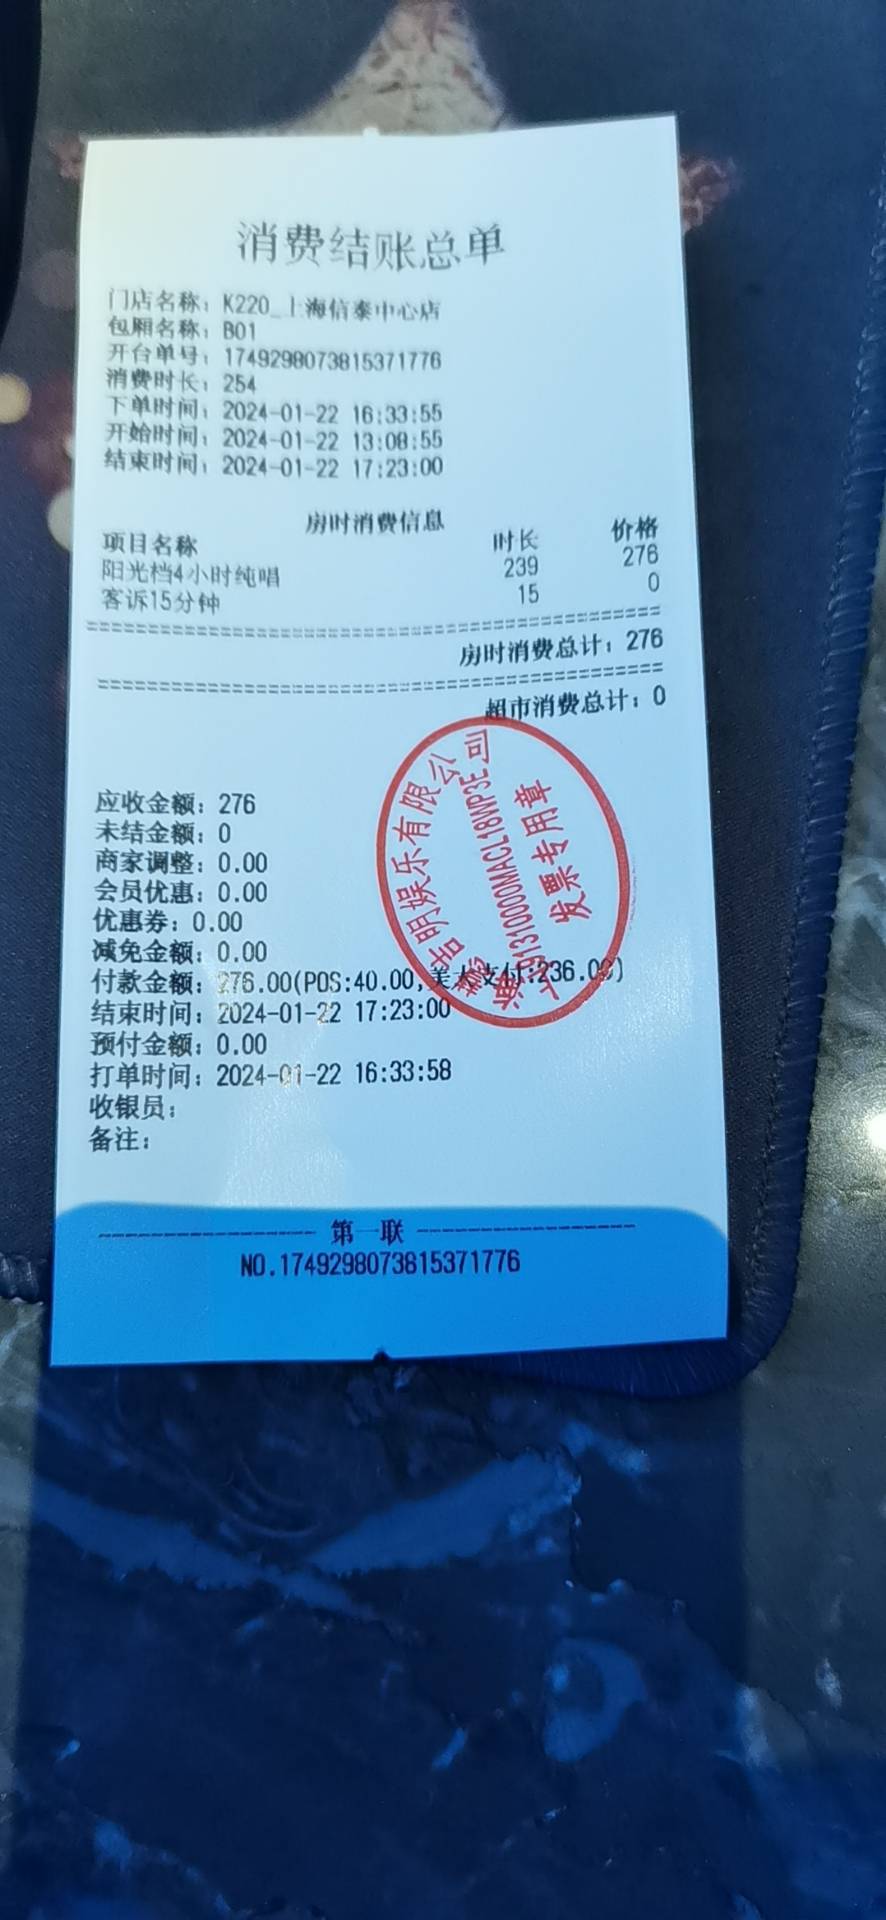 消费结账总单
门店名称：K220_上海信泰中心店
包厢名称：B01
开台单号：1749298073815371776
消费时长：254
下单时间：2024-01-22 16:33:55
开始时间：2024-01-22 13:08:55
结束时间：2024-01-22 17:23:00
房时消费信息
项目名称 时长 价格
阳光档4小时纯唱 239 276
客诉15分钟 15 0
房时消费总计：276
超市消费总计：0
应收金额：276
未结金额：0
商家调整：0.00
会员优惠：0.00
优惠券：0.00
减免金额：0.00
付款金额：276.00(POS:40.00,美大支付:236.00)
结束时间：2024-01-22 17:23:00
预付金额：0.00
打单时间：2024-01-22 16:33:58
收银员：
备注：
吉明娱乐有限公司
91310000MACL18WP3E
发票专用章
第一联
NO.1749298073815371776